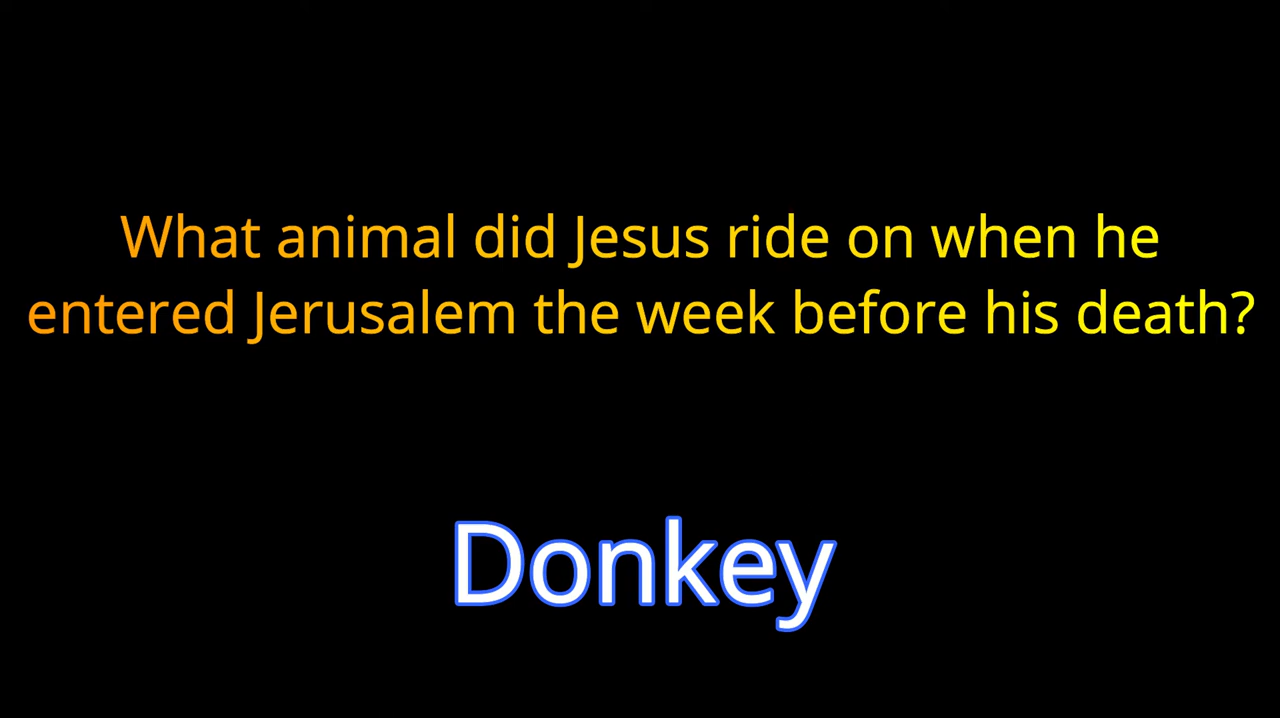 What animal did Jesus ride on when he
entered Jerusalem the week before his death?
Donkey